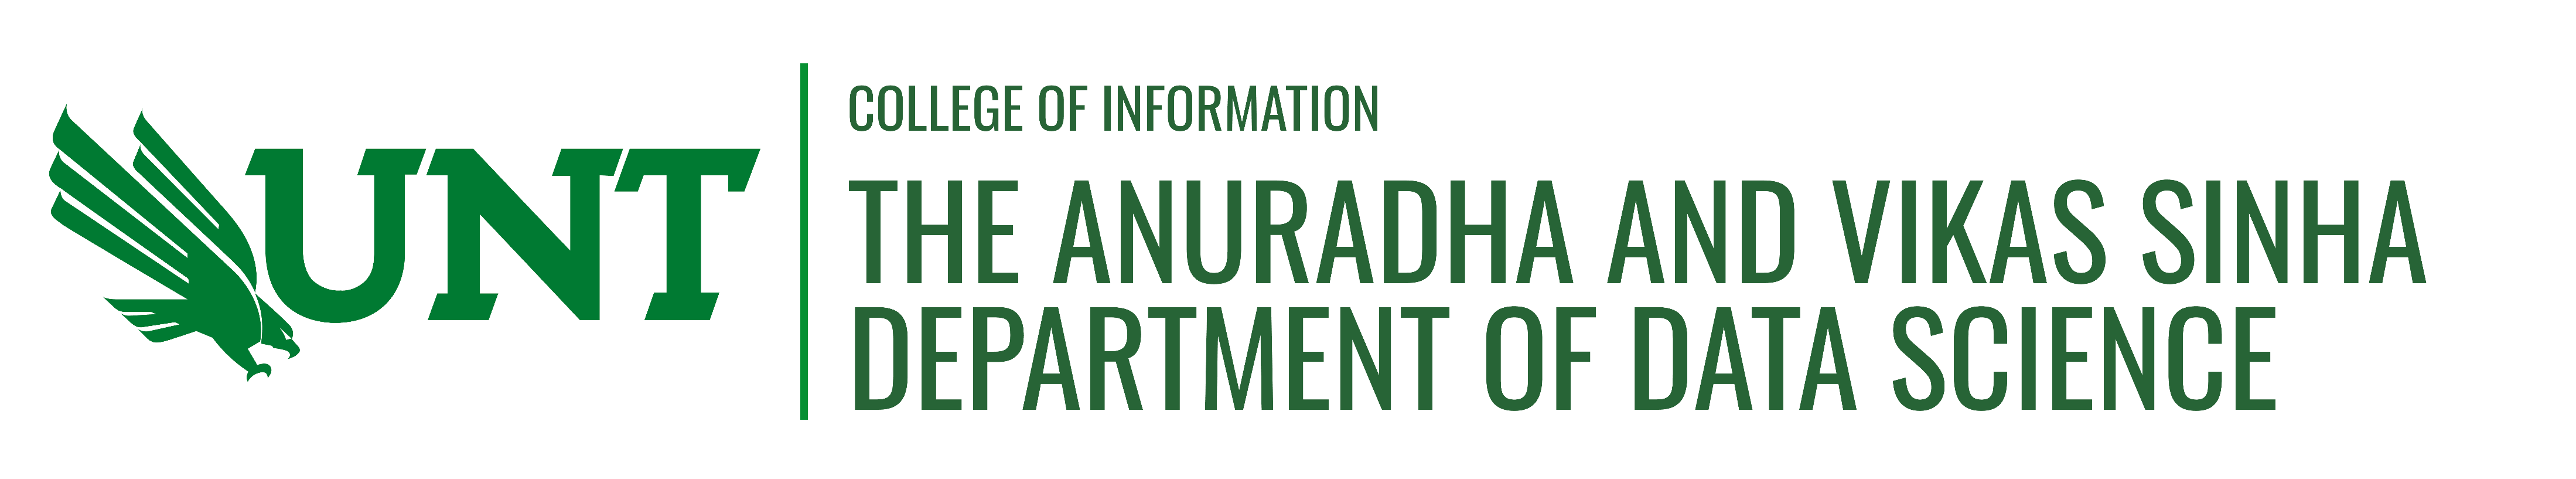 UNT
COLLEGE OF INFORMATION
THE ANURADHA AND VIKAS SINHA
DEPARTMENT OF DATA SCIENCE